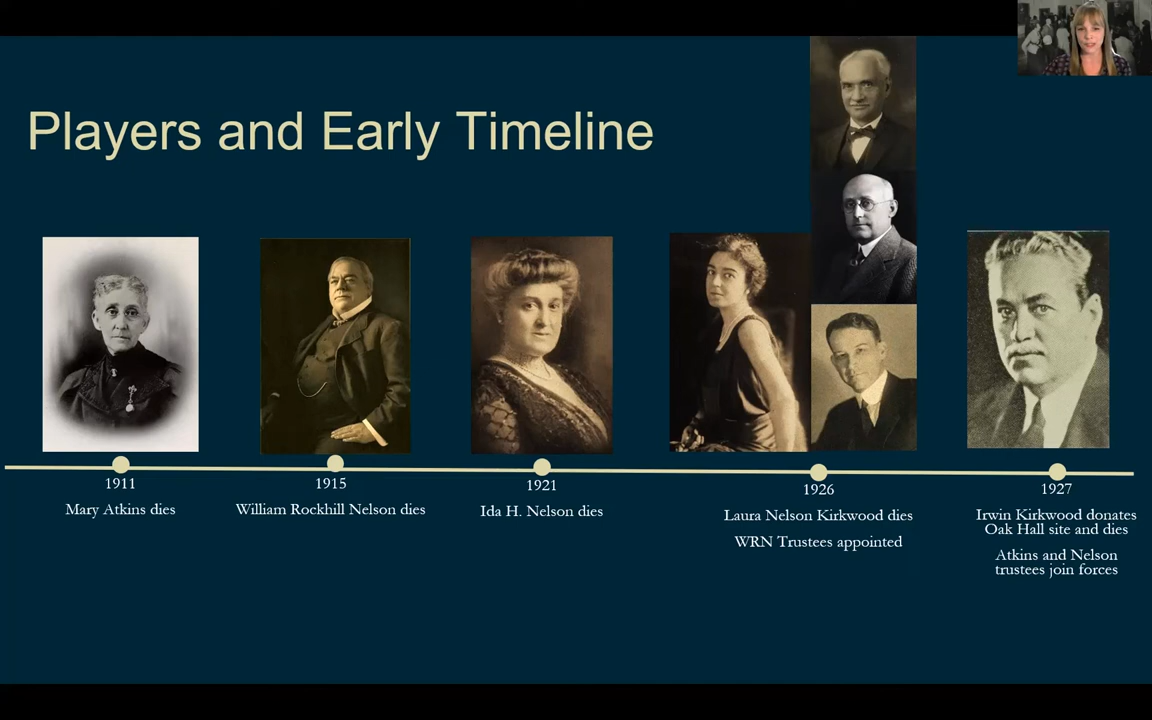 Players and Early Timeline
1911
Mary Atkins dies
1915
William Rockhill Nelson dies
1921
Ida H. Nelson dies
1926
Laura Nelson Kirkwood dies
WRN Trustees appointed
1927
Irwin Kirkwood donates
Oak Hall site and dies
Atkins and Nelson
trustees join forces